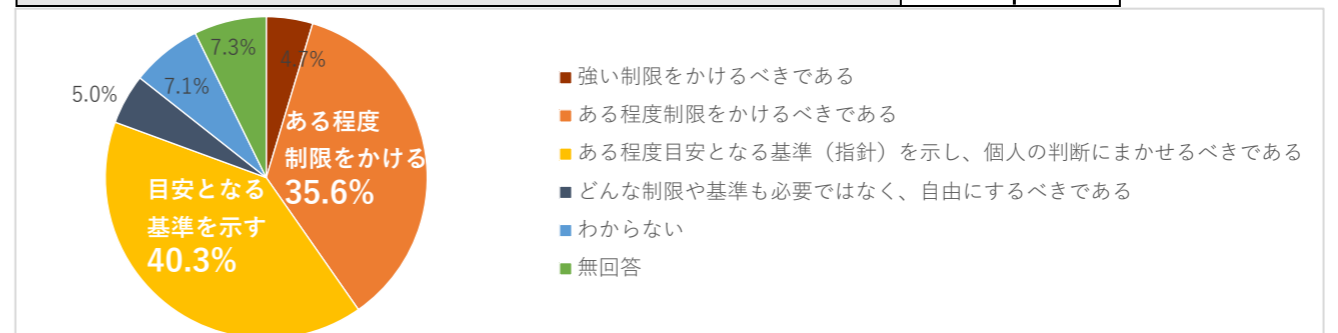 7.3%
4.7%
7.1%
5.0%
ある程度
制限をかける
35.6%
目安となる
基準を示す
40.3%
強い制限をかけるべきである
ある程度制限をかけるべきである
ある程度目安となる基準（指針）を示し、個人の判断にまかせるべきである
どんな制限や基準も必要ではなく、自由にするべきである
わからない
無回答